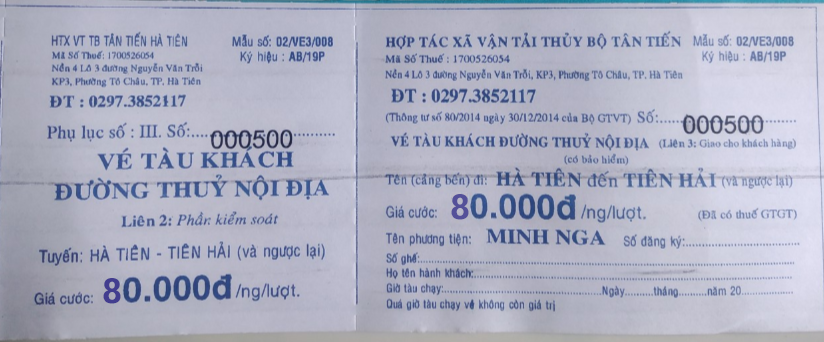 HTX VT TB TÂN TIẾN HÀ TIÊN
Mẫu số: 02/VE3/008
Mã Số Thuế : 1700526054
Ký hiệu : AB/19P
Nền 4 Lô 3 đường Nguyễn Văn Trỗi
KP3, Phường Tô Châu, TP. Hà Tiên
ĐT : 0297.3852117
Phụ lục số : III. Số:.....000500
VÉ TÀU KHÁCH
ĐƯỜNG THUỶ NỘI ĐỊA
Liên 2: Phần kiểm soát
Tuyến: HÀ TIÊN - TIÊN HẢI (và ngược lại)
Giá cước: 80.000đ/ng/lượt.
HỢP TÁC XÃ VẬN TẢI THỦY BỘ TÂN TIẾN
Mẫu số: 02/VE3/008
Mã Số Thuế : 1700526054
Ký hiệu : AB/19P
Nền 4 Lô 3 đường Nguyễn Văn Trỗi, KP3, Phường Tô Châu, TP. Hà Tiên
ĐT : 0297.3852117
(Thông tư số 80/2014 ngày 30/12/2014 của Bộ GTVT) Số:....000500
VÉ TÀU KHÁCH ĐƯỜNG THUỶ NỘI ĐỊA (Liên 3: Giao cho khách hàng)
(có bảo hiểm)
Tên (cảng bến) đi: HÀ TIÊN đến TIÊN HẢI (và ngược lại)
Giá cước: 80.000đ/ng/lượt. (Đã có thuế GTGT)
Tên phương tiện: MINH NGA Số đăng ký:
Số ghế:
Họ tên hành khách:
Giờ tàu chạy: Ngày.........tháng.........năm 20
Quá giờ tàu chạy vé không còn giá trị